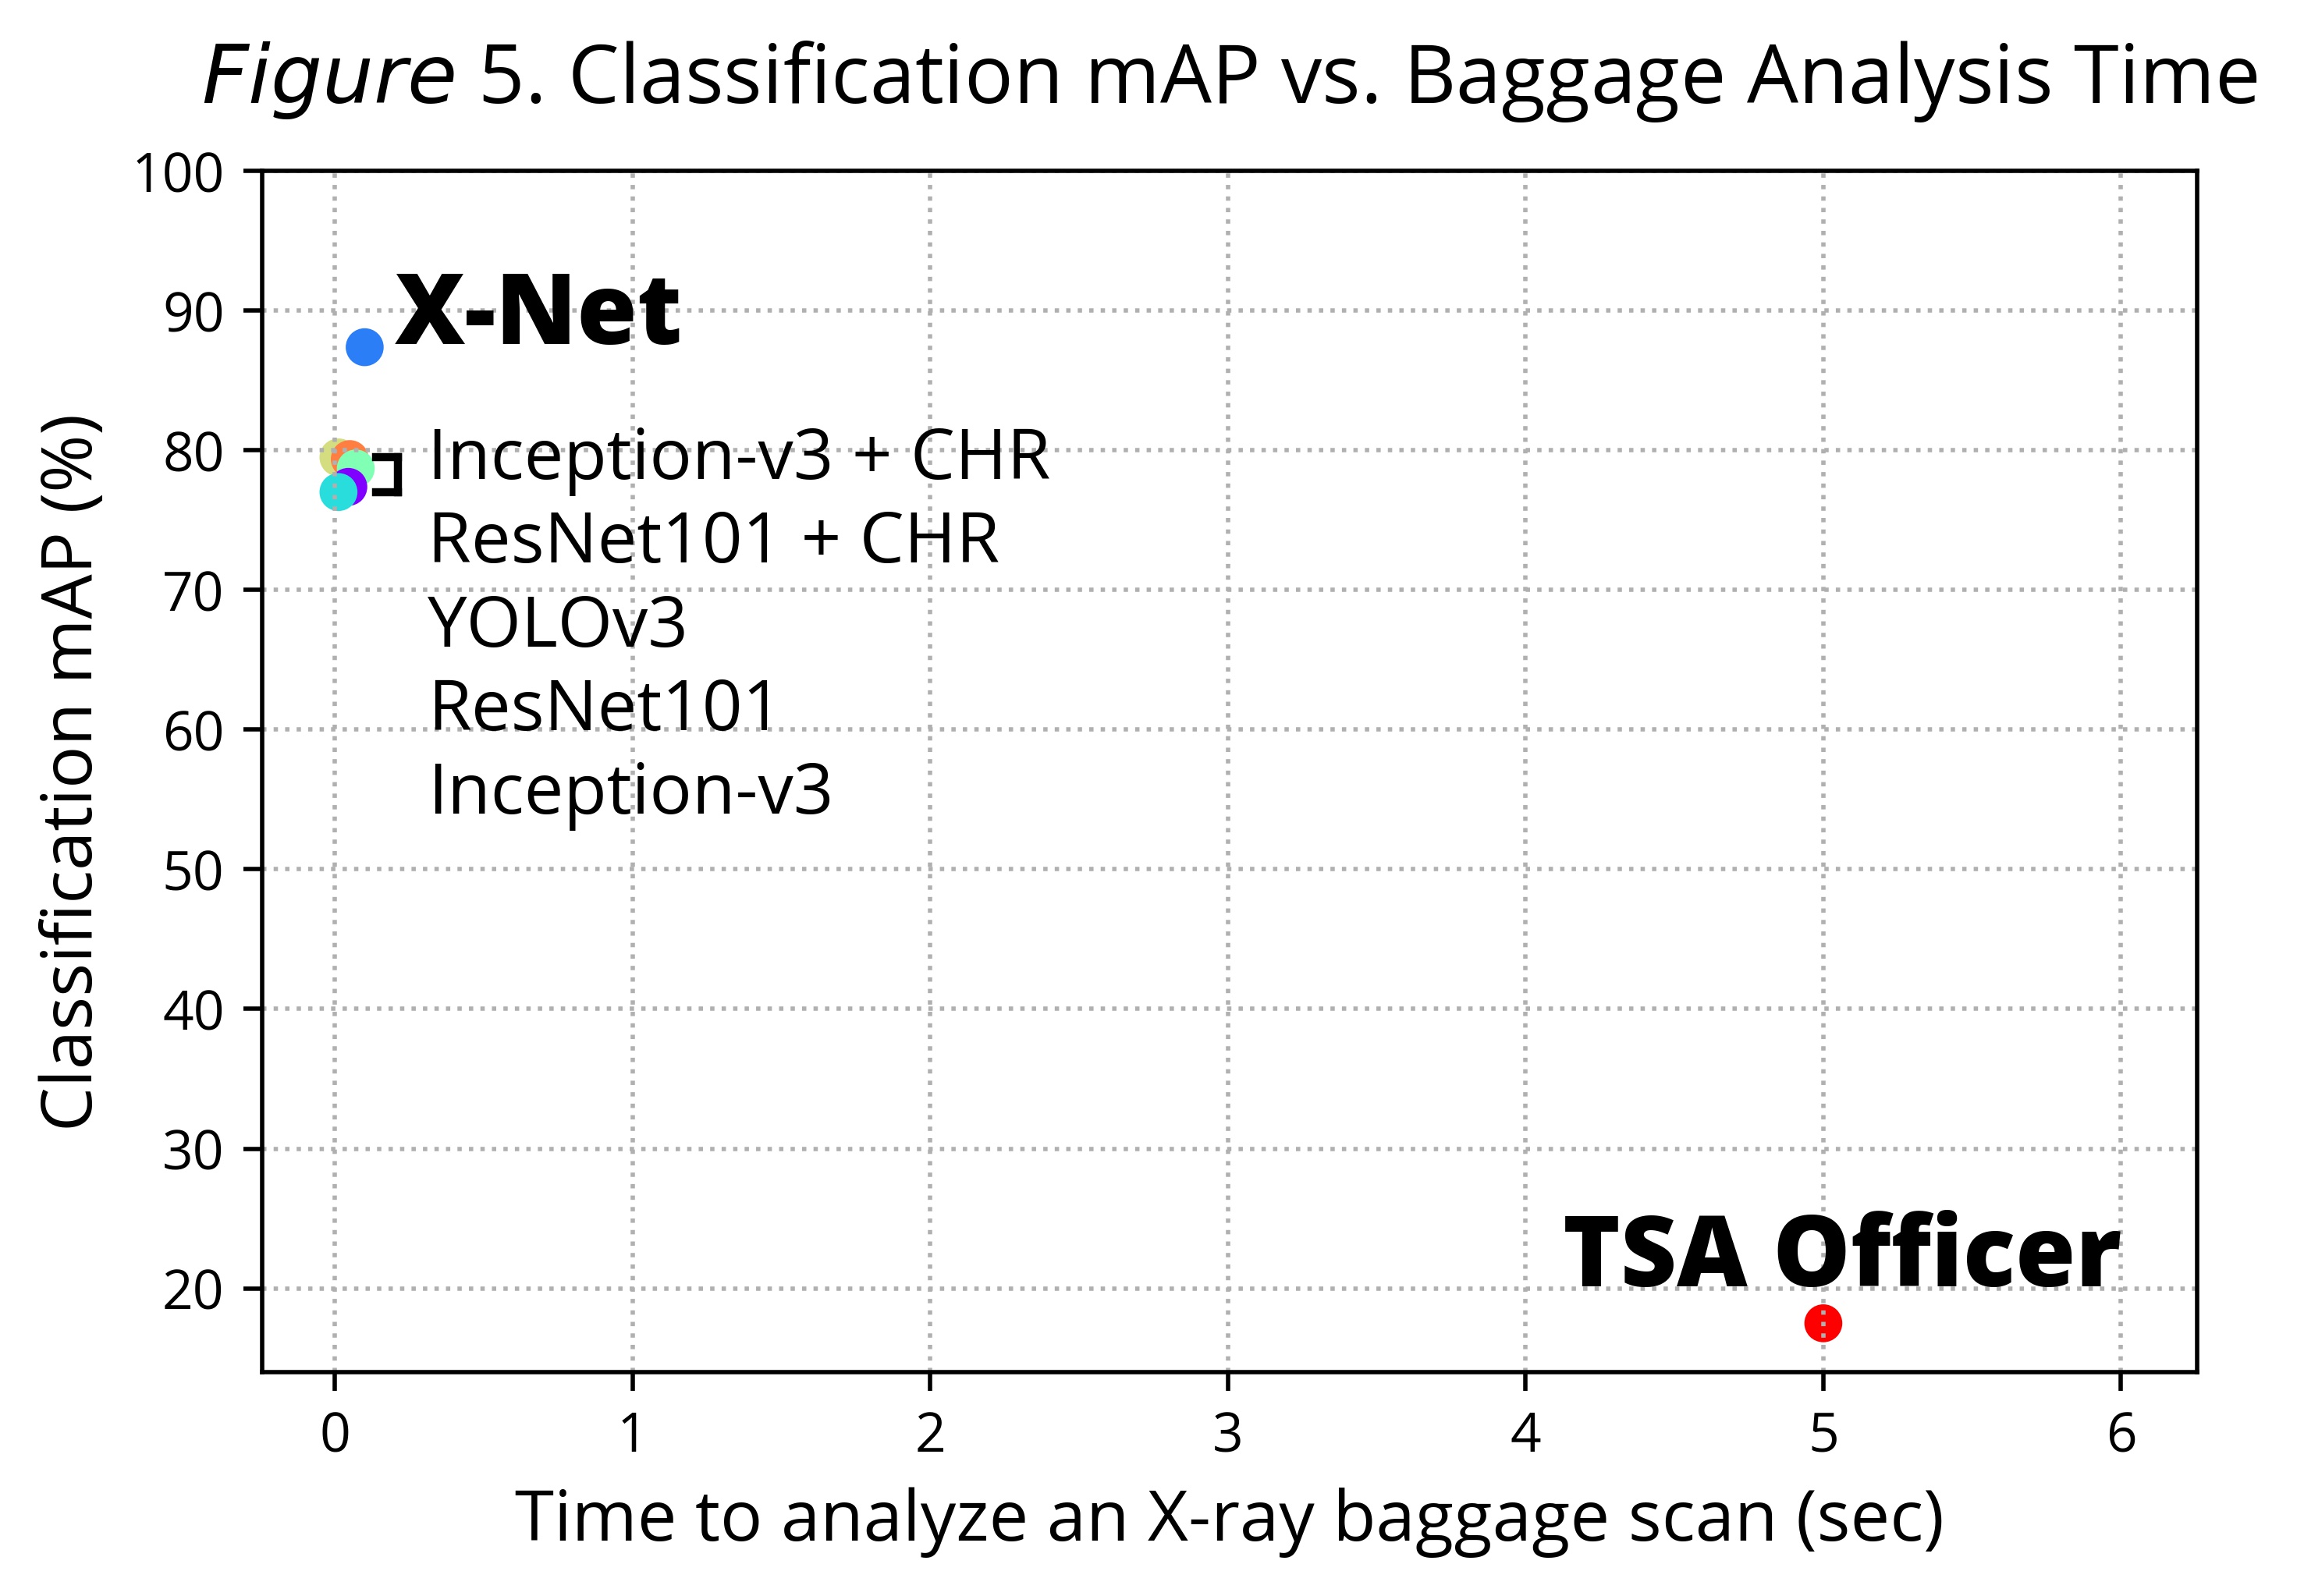 Figure 5. Classification mAP vs. Baggage Analysis Time
100
90
80
70
60
50
40
30
20
Classification mAP (%)
X-Net
Inception-v3 + CHR
ResNet101 + CHR
YOLOv3
ResNet101
Inception-v3
TSA Officer
0 1 2 3 4 5 6
Time to analyze an X-ray baggage scan (sec)